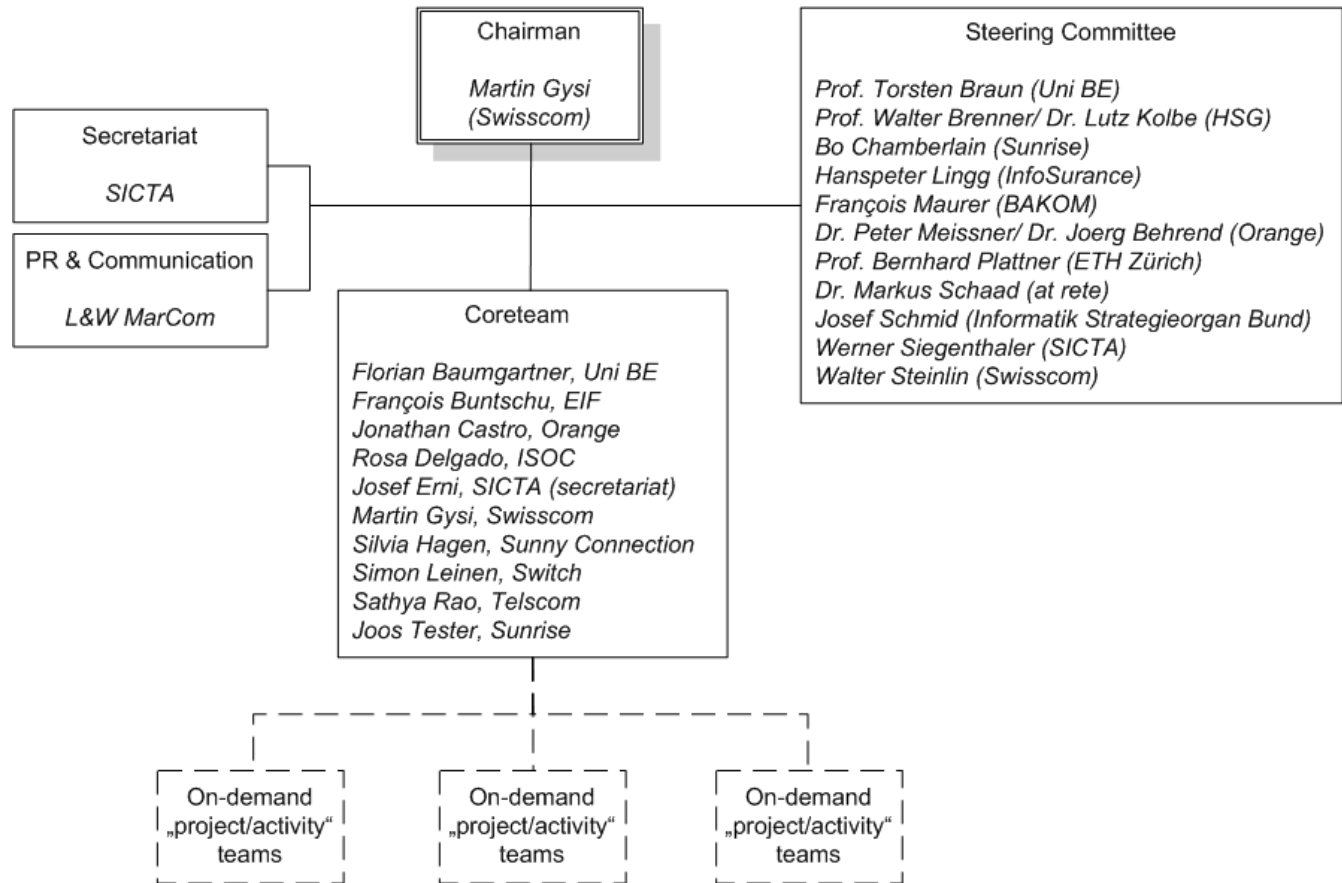 Chairman
Martin Gysi
(Swisscom)
Steering Committee
Prof. Torsten Braun (Uni BE)
Prof. Walter Brenner/ Dr. Lutz Kolbe (HSG)
Bo Chamberlain (Sunrise)
Hanspeter Lingg (InfoSurance)
François Maurer (BAKOM)
Dr. Peter Meissner/ Dr. Joerg Behrend (Orange)
Prof. Bernhard Plattner (ETH Zürich)
Dr. Markus Schaad (at rete)
Josef Schmid (Informatik Strategieorgan Bund)
Werner Siegenthaler (SICTA)
Walter Steinlin (Swisscom)
Secretariat
SICTA
PR & Communication
L&W MarCom
Coreteam
Florian Baumgartner, Uni BE
François Buntschu, EIF
Jonathan Castro, Orange
Rosa Delgado, ISOC
Josef Erni, SICTA (secretariat)
Martin Gysi, Swisscom
Silvia Hagen, Sunny Connection
Simon Leinen, Switch
Sathya Rao, Telscom
Joos Tester, Sunrise
On-demand
„project/activity“
teams
On-demand
„project/activity“
teams
On-demand
„project/activity“
teams